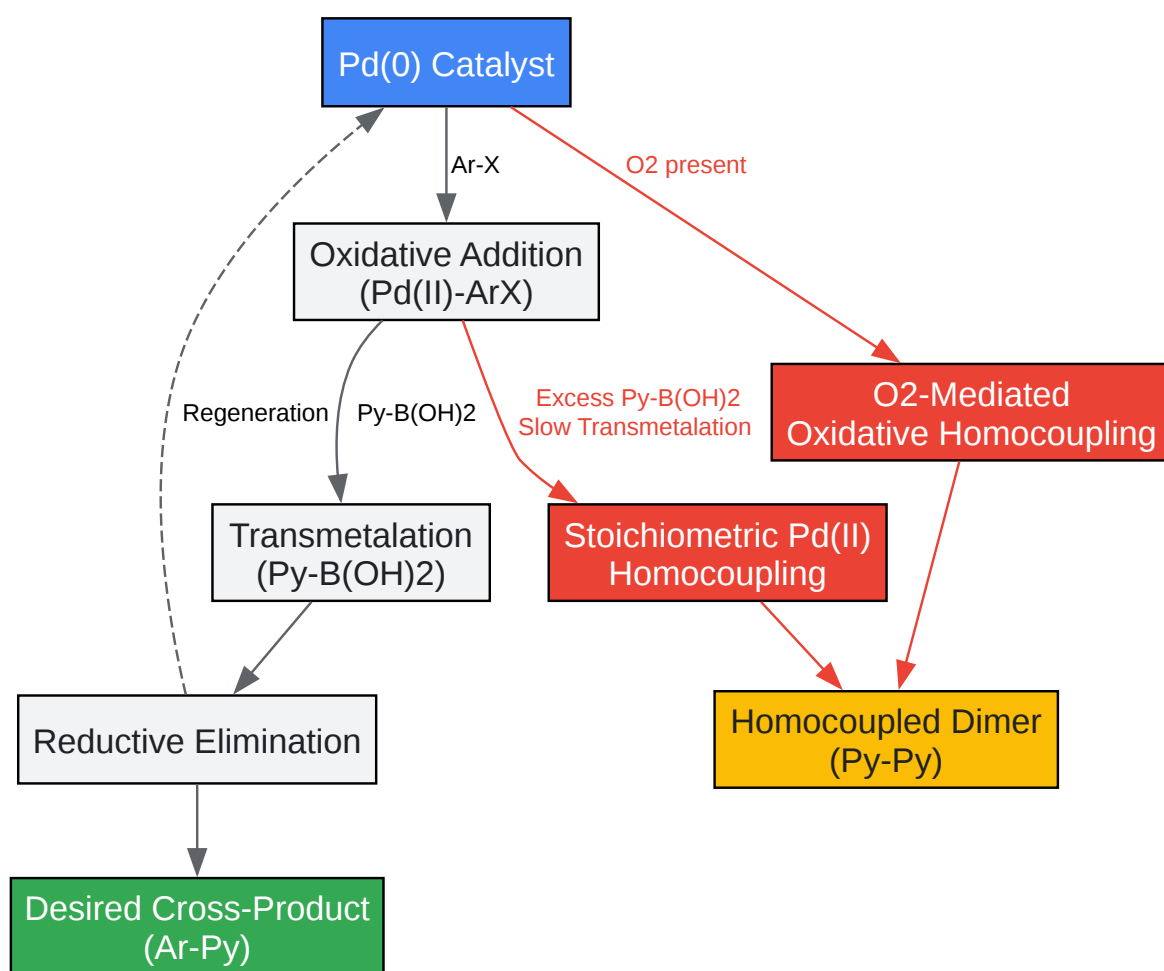 Pd(0) Catalyst
Ar-X
O2 present
Oxidative Addition
(Pd(II)-ArX)
Regeneration
Py-B(OH)2
Excess Py-B(OH)2
Slow Transmetalation
O2-Mediated
Oxidative Homocoupling
Transmetalation
(Py-B(OH)2)
Stoichiometric Pd(II)
Homocoupling
Reductive Elimination
Homocoupled Dimer
(Py-Py)
Desired Cross-Product
(Ar-Py)